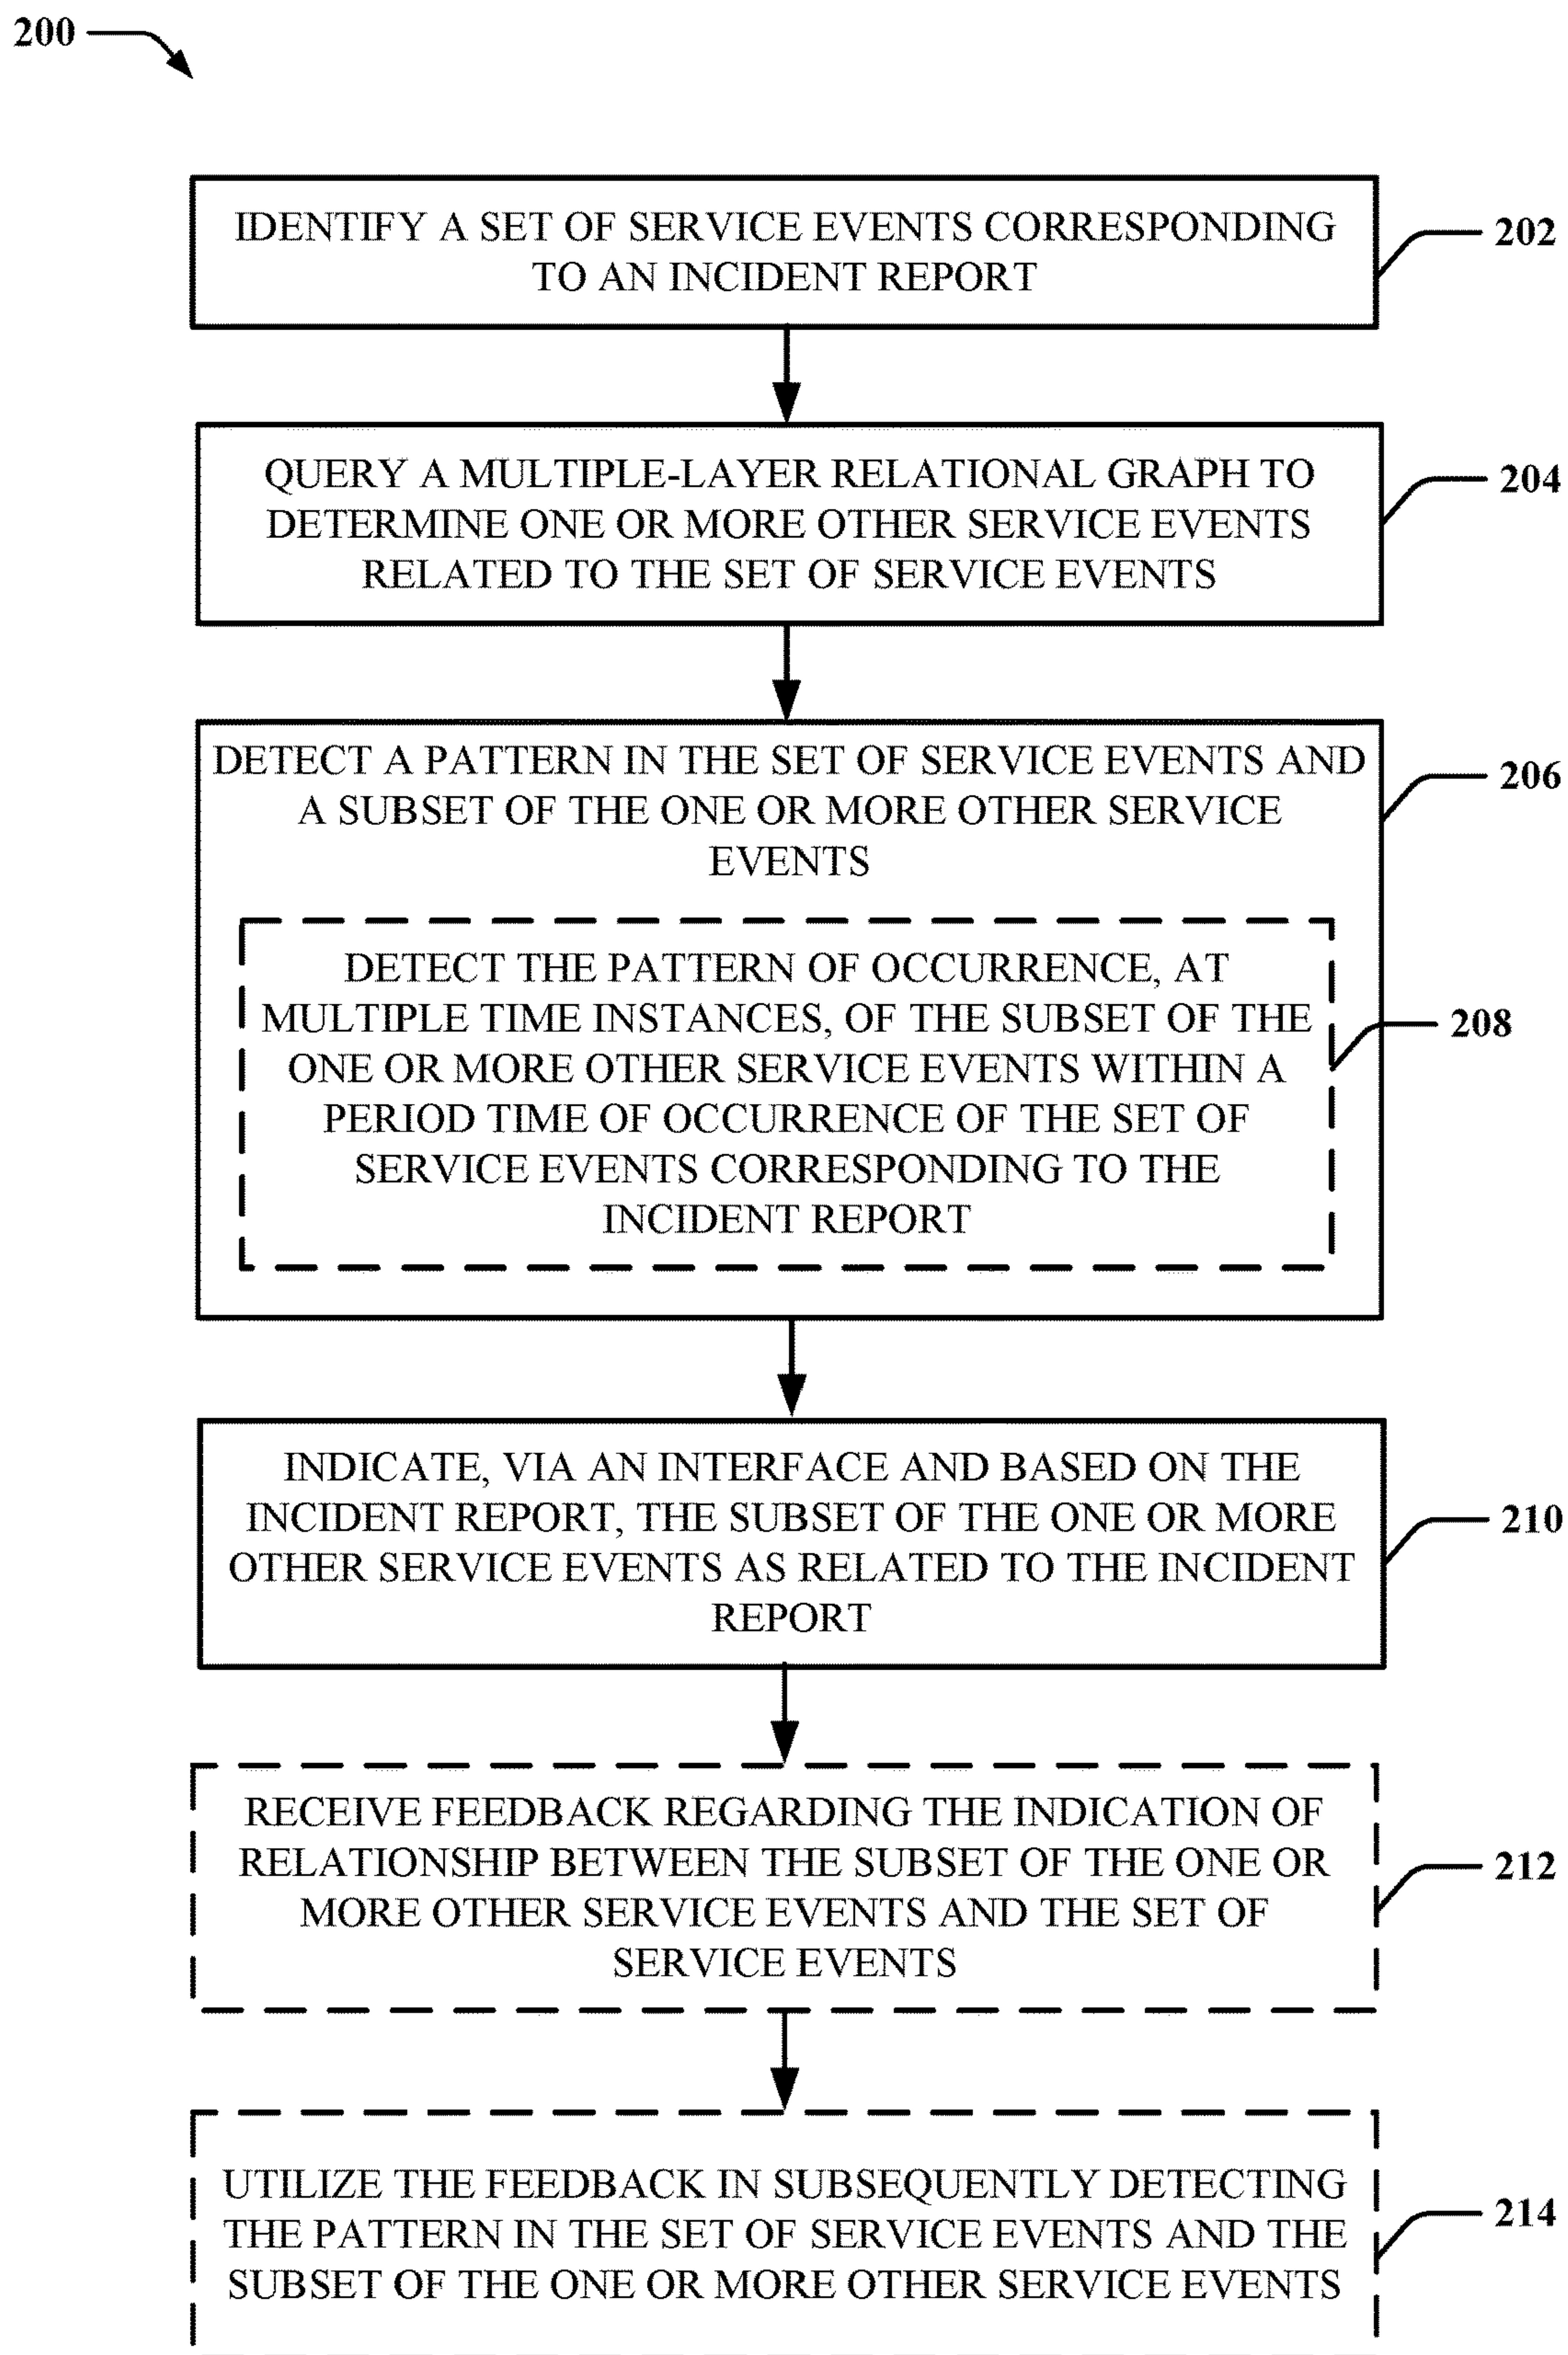 200
IDENTIFY A SET OF SERVICE EVENTS CORRESPONDING
TO AN INCIDENT REPORT
202
QUERY A MULTIPLE-LAYER RELATIONAL GRAPH TO
DETERMINE ONE OR MORE OTHER SERVICE EVENTS
RELATED TO THE SET OF SERVICE EVENTS
204
DETECT A PATTERN IN THE SET OF SERVICE EVENTS AND
A SUBSET OF THE ONE OR MORE OTHER SERVICE
EVENTS
206
DETECT THE PATTERN OF OCCURRENCE, AT
MULTIPLE TIME INSTANCES, OF THE SUBSET OF THE
ONE OR MORE OTHER SERVICE EVENTS WITHIN A
PERIOD TIME OF OCCURRENCE OF THE SET OF
SERVICE EVENTS CORRESPONDING TO THE
INCIDENT REPORT
208
INDICATE, VIA AN INTERFACE AND BASED ON THE
INCIDENT REPORT, THE SUBSET OF THE ONE OR MORE
OTHER SERVICE EVENTS AS RELATED TO THE INCIDENT
REPORT
210
RECEIVE FEEDBACK REGARDING THE INDICATION OF
RELATIONSHIP BETWEEN THE SUBSET OF THE ONE OR
MORE OTHER SERVICE EVENTS AND THE SET OF
SERVICE EVENTS
212
UTILIZE THE FEEDBACK IN SUBSEQUENTLY DETECTING
THE PATTERN IN THE SET OF SERVICE EVENTS AND THE
SUBSET OF THE ONE OR MORE OTHER SERVICE EVENTS
214